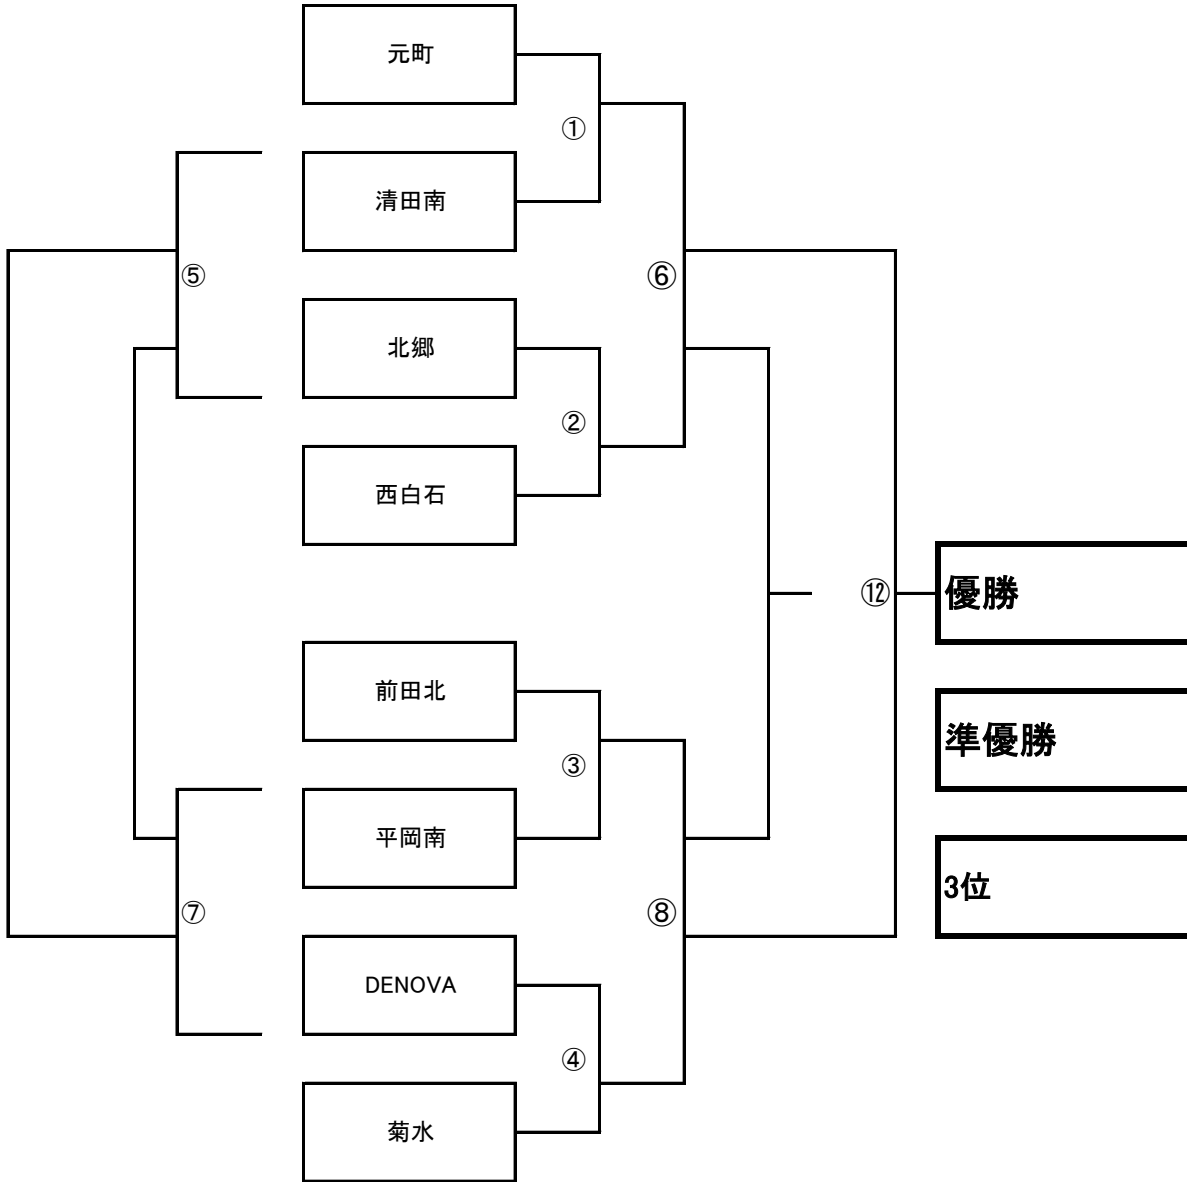 元町
①
清田南
⑤
⑥
北郷
②
西白石
⑫
優勝
前田北
準優勝
③
平岡南
3位
⑦
⑧
DENOVA
④
菊水